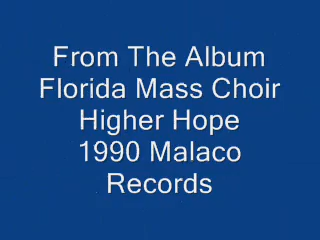 From The Album
Florida Mass Choir
Higher Hope
1990 Malaco
Records